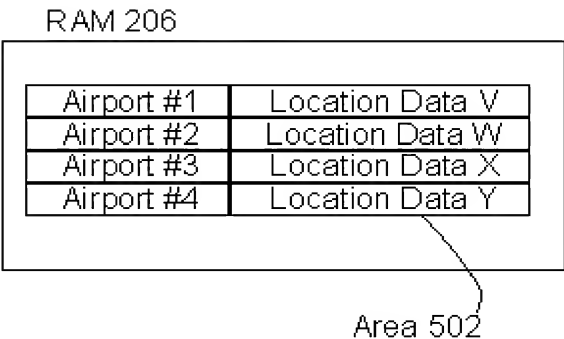 RAM 206
Airport #1 Location Data V
Airport #2 Location Data W
Airport #3 Location Data X
Airport #4 Location Data Y
Area 502